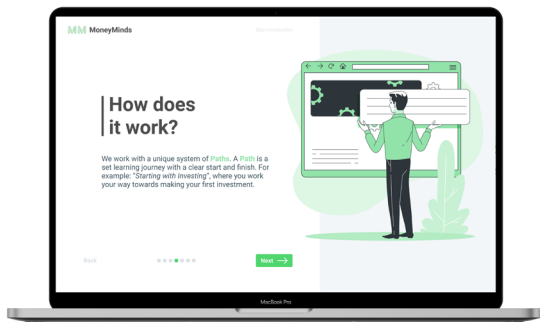 MM MoneyMinds
How does
it work?
We work with a unique system of Paths. A Path is a
set learning journey with a clear start and finish. For
example: "Starting with Investing", where you work
your way towards making your first investment.
Back
Next
MacBook Pro